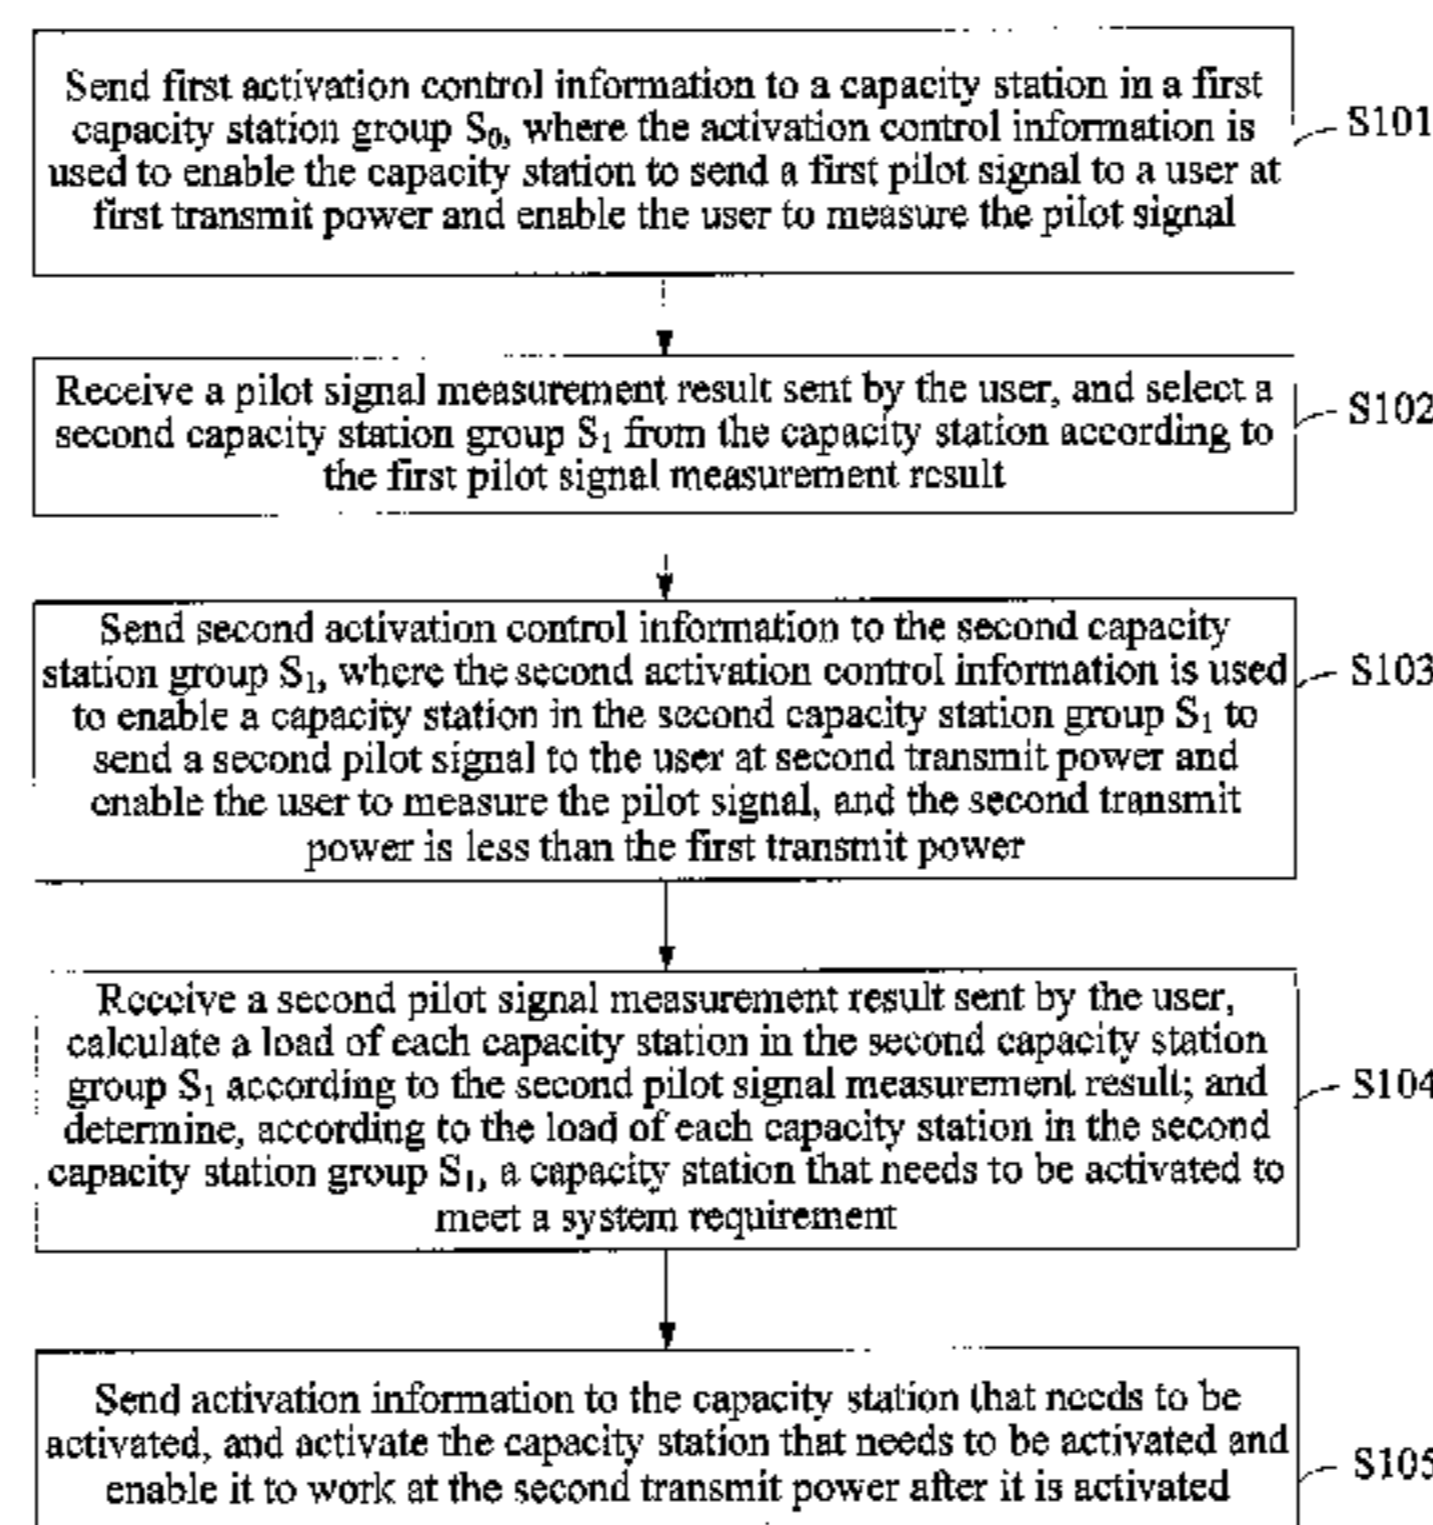 Send first activation control information to a capacity station in a first
capacity station group S₀, where the activation control information is
used to enable the capacity station to send a first pilot signal to a user at
first transmit power and enable the user to measure the pilot signal
S101
Receive a pilot signal measurement result sent by the user, and select a
second capacity station group S₁ from the capacity station according to
the first pilot signal measurement result
S102
Send second activation control information to the second capacity
station group S₁, where the second activation control information is used
to enable a capacity station in the second capacity station group S₁ to
send a second pilot signal to the user at second transmit power and
enable the user to measure the pilot signal, and the second transmit
power is less than the first transmit power
S103
Receive a second pilot signal measurement result sent by the user,
calculate a load of each capacity station in the second capacity station
group S₁ according to the second pilot signal measurement result; and
determine, according to the load of each capacity station in the second
capacity station group S₁, a capacity station that needs to be activated to
meet a system requirement
S104
Send activation information to the capacity station that needs to be
activated, and activate the capacity station that needs to be activated and
enable it to work at the second transmit power after it is activated
S105